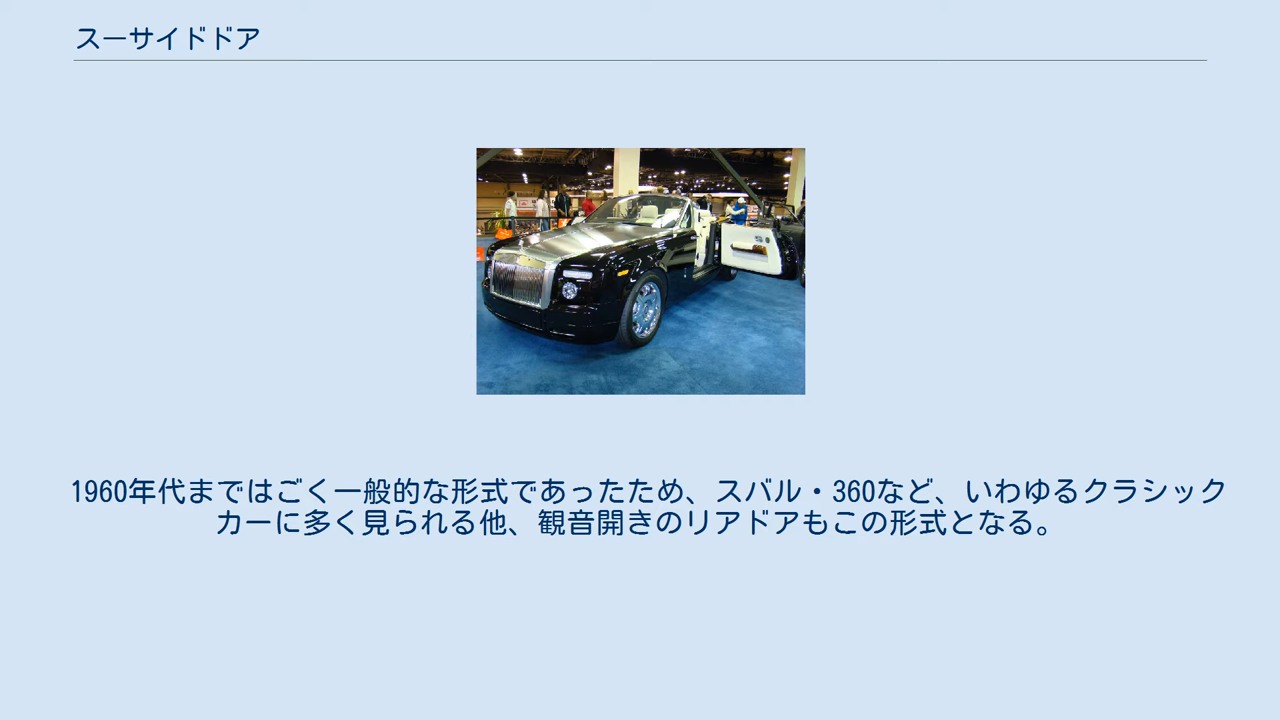 スーサイドドア
1960年代まではごく一般的な形式であったため、スバル・360など、いわゆるクラシック
カーに多く見られる他、観音開きのリアドアもこの形式となる。